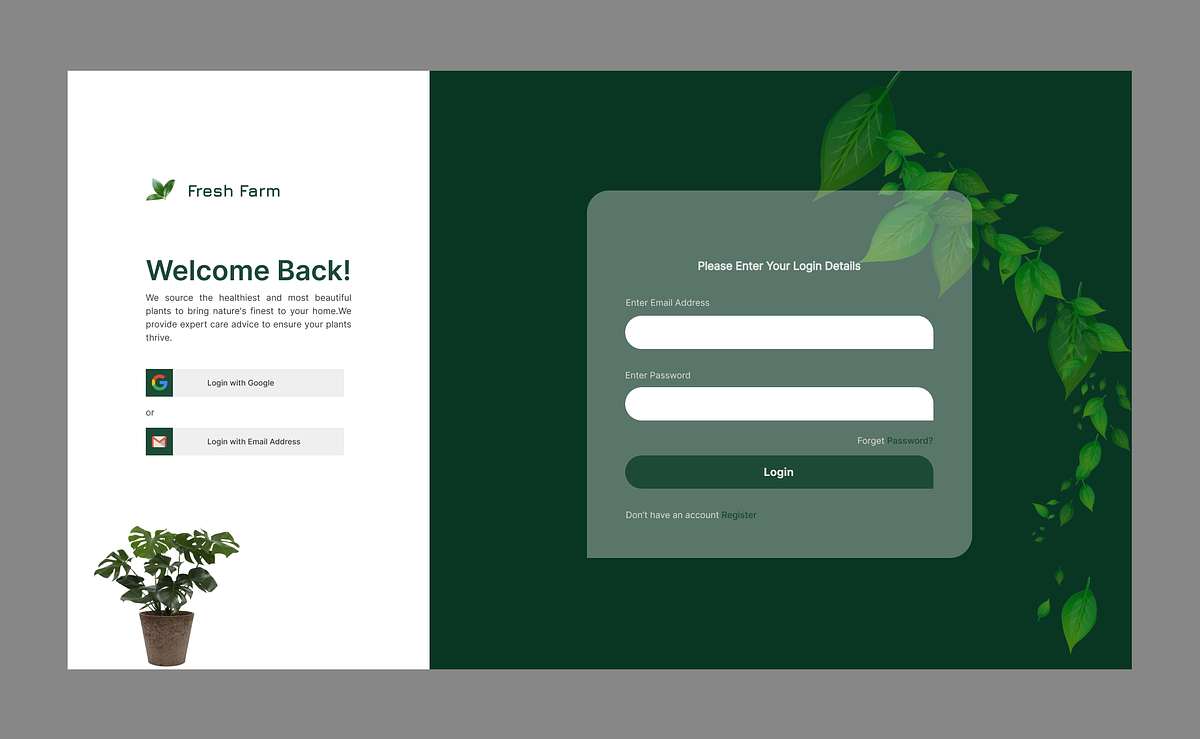 Fresh Farm
Welcome Back!
We source the healthiest and most beautiful
plants to bring nature's finest to your home.We
provide expert care advice to ensure your plants
thrive.
Login with Google
or
Login with Email Address
Please Enter Your Login Details
Enter Email Address
Enter Password
Forget Password?
Login
Don't have an account Register